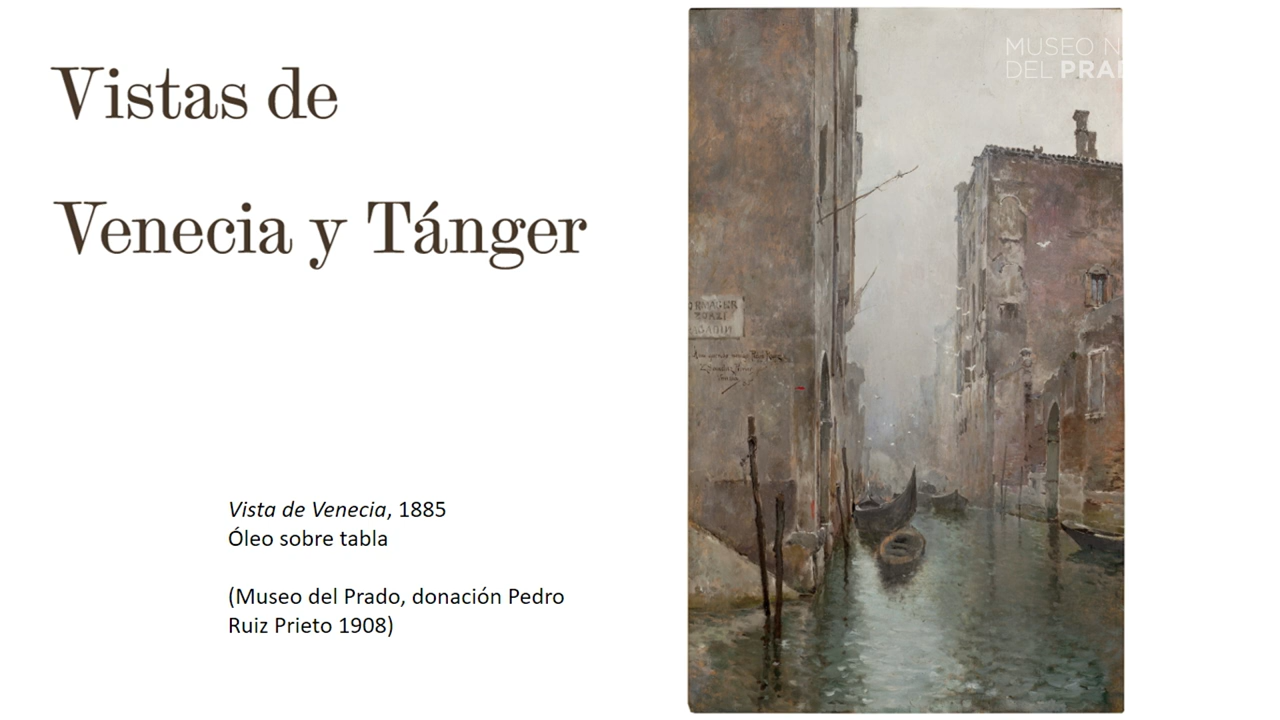 Vistas de
Venecia y Tánger
Vista de Venecia, 1885
Óleo sobre tabla
(Museo del Prado, donación Pedro
Ruiz Prieto 1908)
MUSEO N
DEL PRA